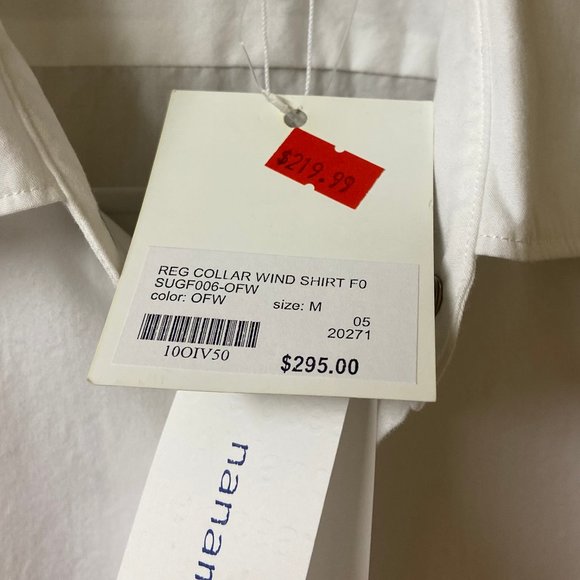 $219.99
REG COLLAR WIND SHIRT F0
SUGF006-OFW
color: OFW size: M
05
20271
10OIV50
$295.00
nanam